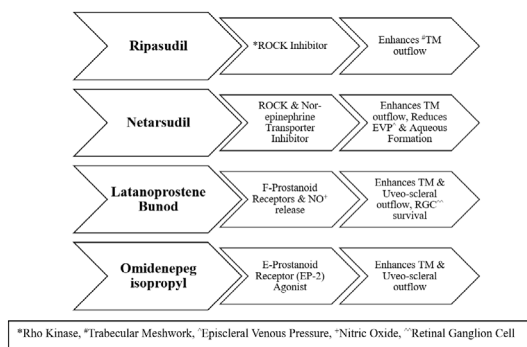 Ripasudil
*ROCK Inhibitor
Enhances #TM
outflow
Netarsudil
ROCK & Nor-
epinephrine
Transporter
Inhibitor
Enhances TM
outflow, Reduces
EVP^ & Aqueous
Formation
Latanoprostene
Bunod
F-Prostanoid
Receptors & NO+
release
Enhances TM &
Uveo-scleral
outflow, RGC^^
survival
Omidenepeg
isopropyl
E-Prostanoid
Receptor (EP-2)
Agonist
Enhances TM &
Uveo-scleral
outflow
*Rho Kinase, #Trabecular Meshwork, ^Episcleral Venous Pressure, +Nitric Oxide, ^^Retinal Ganglion Cell